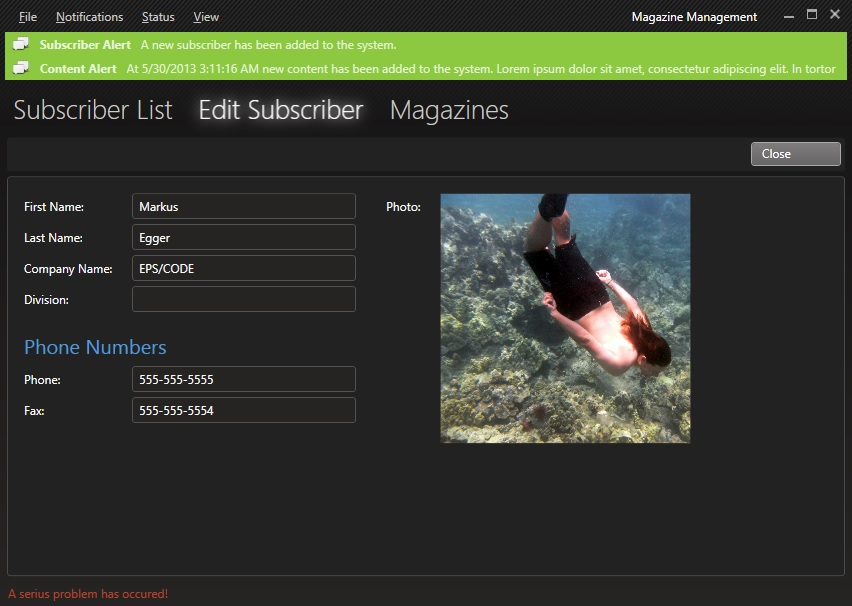 File Notifications Status View Magazine Management
Subscriber Alert A new subscriber has been added to the system.
Content Alert At 5/30/2013 3:11:16 AM new content has been added to the system. Lorem ipsum dolor sit amet, consectetur adipiscing elit. In tortor
Subscriber List Edit Subscriber Magazines
Close
First Name: Markus Photo:
Last Name: Egger
Company Name: EPS/CODE
Division:
Phone Numbers
Phone: 555-555-5555
Fax: 555-555-5554
A serius problem has occured!